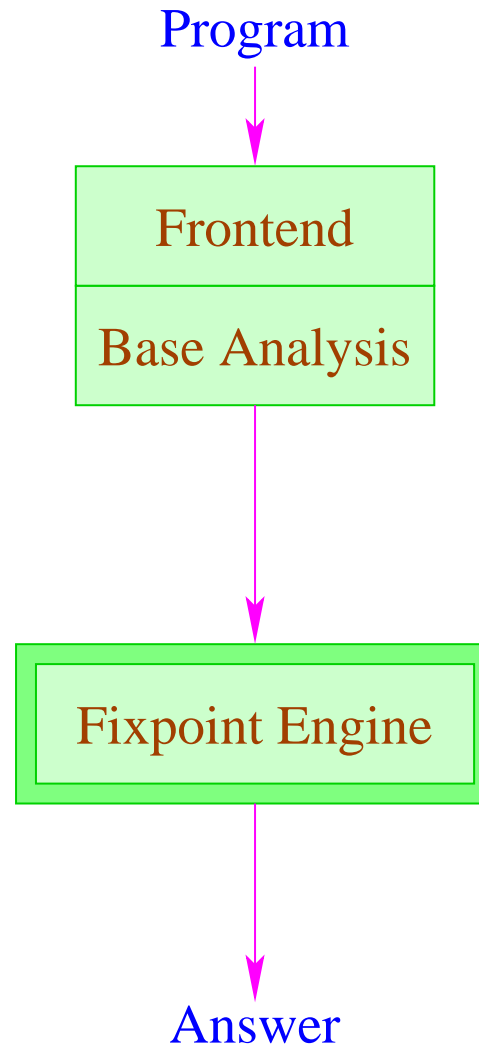 Program
Frontend
Base Analysis
Fixpoint Engine
Answer